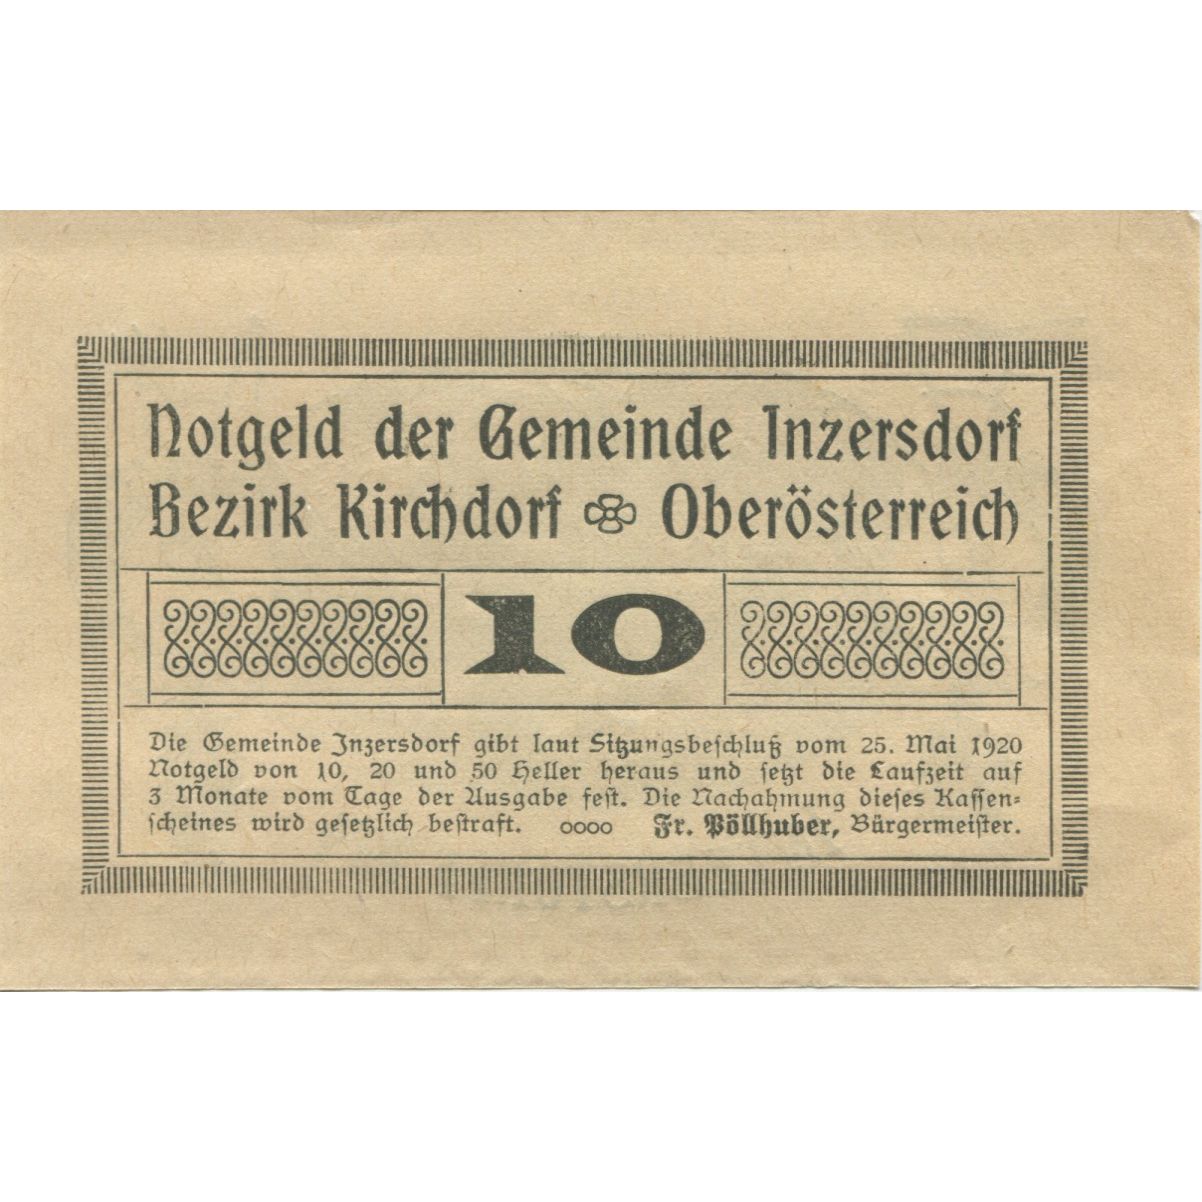 Notgeld der Gemeinde Inzersdorf
Bezirk Kirchdorf Oberösterreich
10
Die Gemeinde Inzersdorf gibt laut Sitzungsbeschluß vom 25. Mai 1920
Notgeld von 10, 20 und 50 Heller heraus und setzt die Laufzeit auf
3 Monate vom Tage der Ausgabe fest. Die Nachahmung dieses Kassen=
scheines wird gesetzlich bestraft. oooo Fr. Pöllhuber, Bürgermeister.